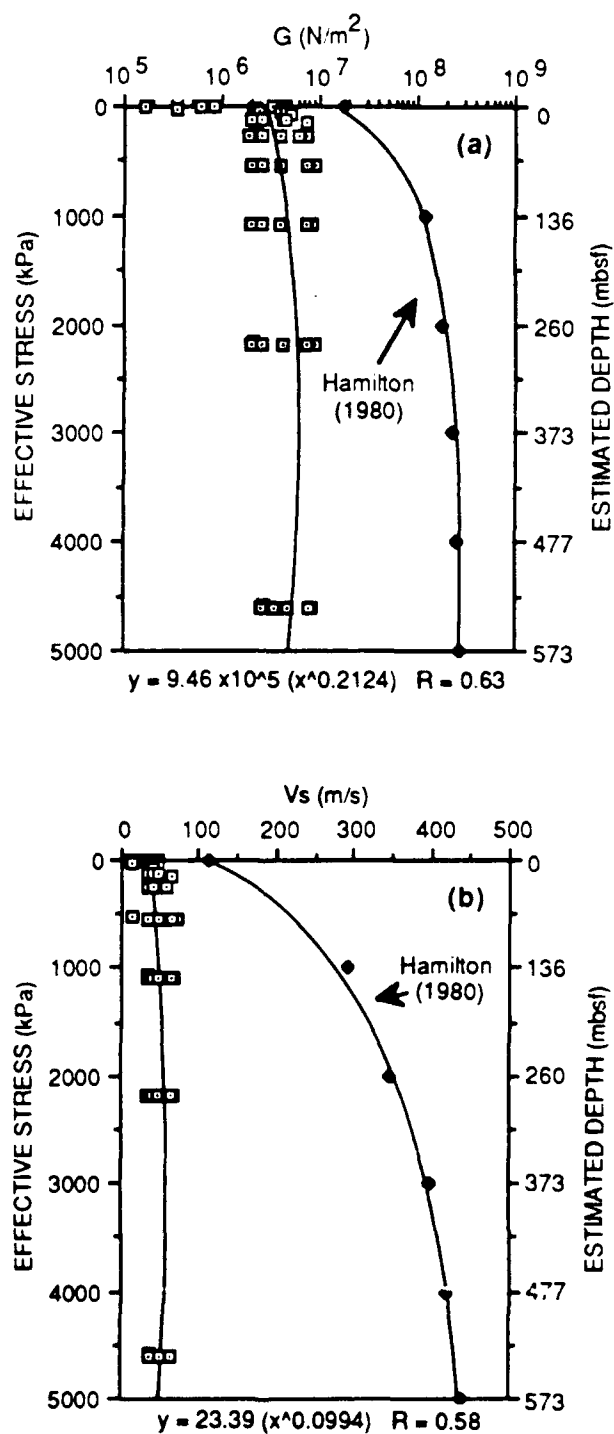 G (N/m²)
10⁵ 10⁶ 10⁷ 10⁸ 10⁹
0
1000
2000
3000
4000
5000
EFFECTIVE STRESS (kPa)
(a)
Hamilton
(1980)
0
136
260
373
477
573
ESTIMATED DEPTH (mbsf)
y = 9.46 x10^5 (x^0.2124) R = 0.63
Vs (m/s)
0 100 200 300 400 500
0
1000
2000
3000
4000
5000
EFFECTIVE STRESS (kPa)
(b)
Hamilton
(1980)
0
136
260
373
477
573
ESTIMATED DEPTH (mbsf)
y = 23.39 (x^0.0994) R = 0.58